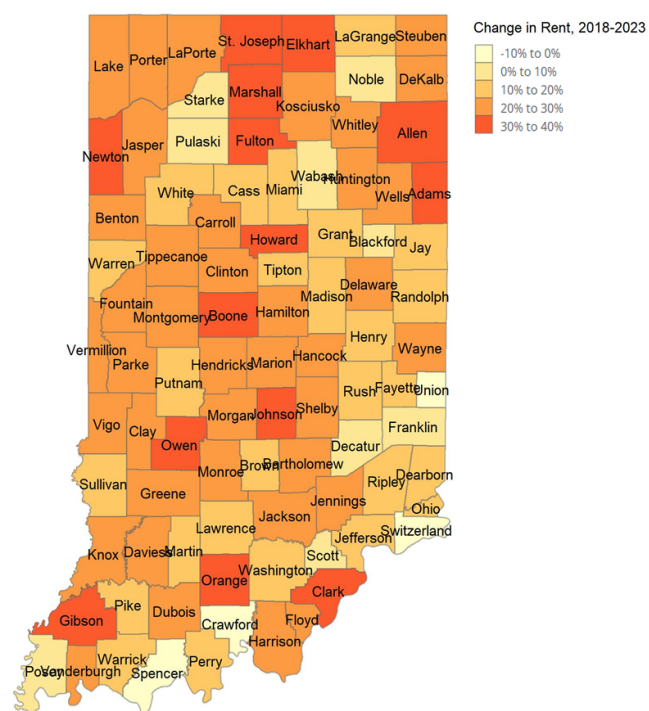 Change in Rent, 2018-2023
-10% to 0%
0% to 10%
10% to 20%
20% to 30%
30% to 40%
St. Joseph
Elkhart
LaGrange
Steuben
Lake
Porter
LaPorte
Noble
DeKalb
Starke
Marshall
Kosciusko
Whitley
Allen
Newton
Jasper
Pulaski
Fulton
Wabash
Huntington
Wells
Adams
White
Cass
Miami
Benton
Carroll
Howard
Grant
Blackford
Jay
Warren
Tippecanoe
Clinton
Tipton
Madison
Delaware
Randolph
Fountain
Montgomery
Boone
Hamilton
Henry
Wayne
Vermillion
Parke
Putnam
Hendricks
Marion
Hancock
Rush
Fayette
Union
Vigo
Clay
Owen
Morgan
Johnson
Shelby
Franklin
Decatur
Sullivan
Greene
Monroe
Brown
Bartholomew
Jennings
Ripley
Dearborn
Ohio
Switzerland
Knox
Daviess
Martin
Lawrence
Jackson
Jefferson
Scott
Washington
Orange
Clark
Gibson
Pike
Dubois
Crawford
Floyd
Harrison
Posey
Vanderburgh
Warrick
Spencer
Perry